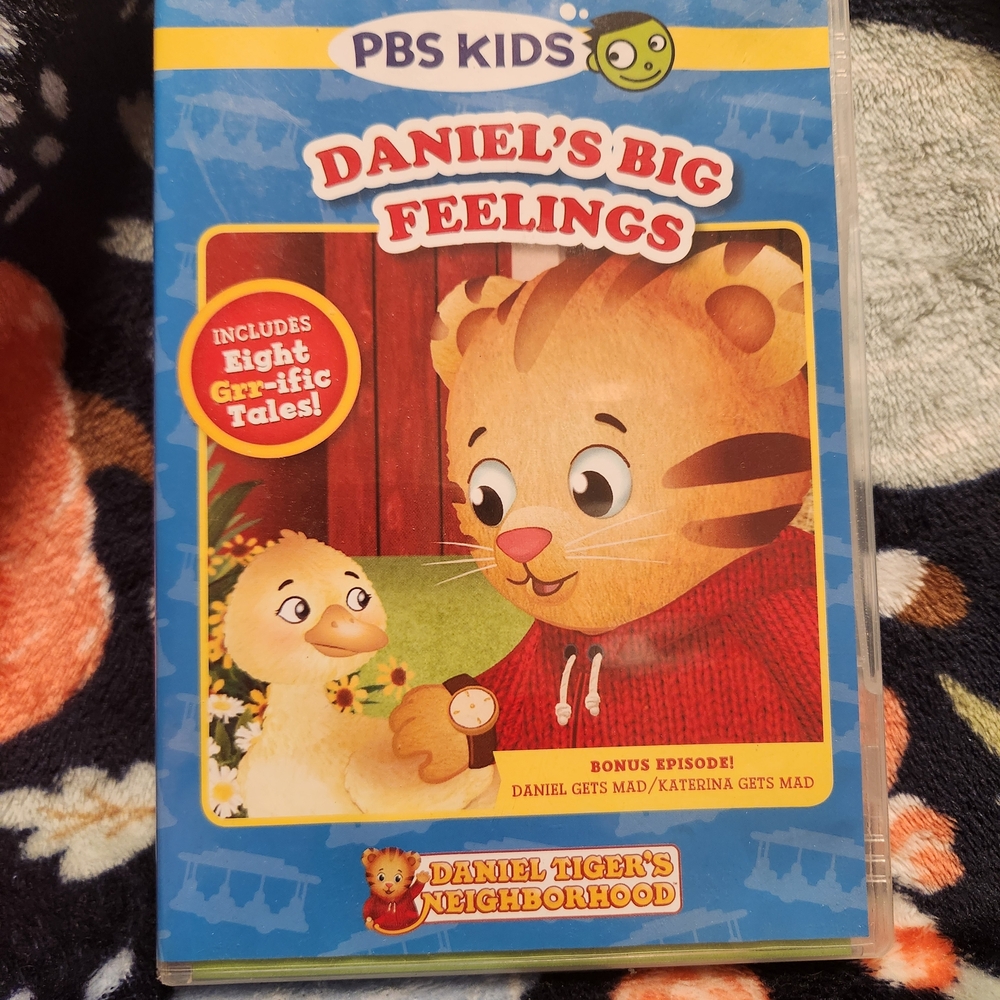 PBS KIDS
DANIEL'S BIG
FEELINGS
INCLUDES
Eight
Grr-ific
Tales!
BONUS EPISODE!
DANIEL GETS MAD/KATERINA GETS MAD
DANIEL TIGER'S
NEIGHBORHOOD